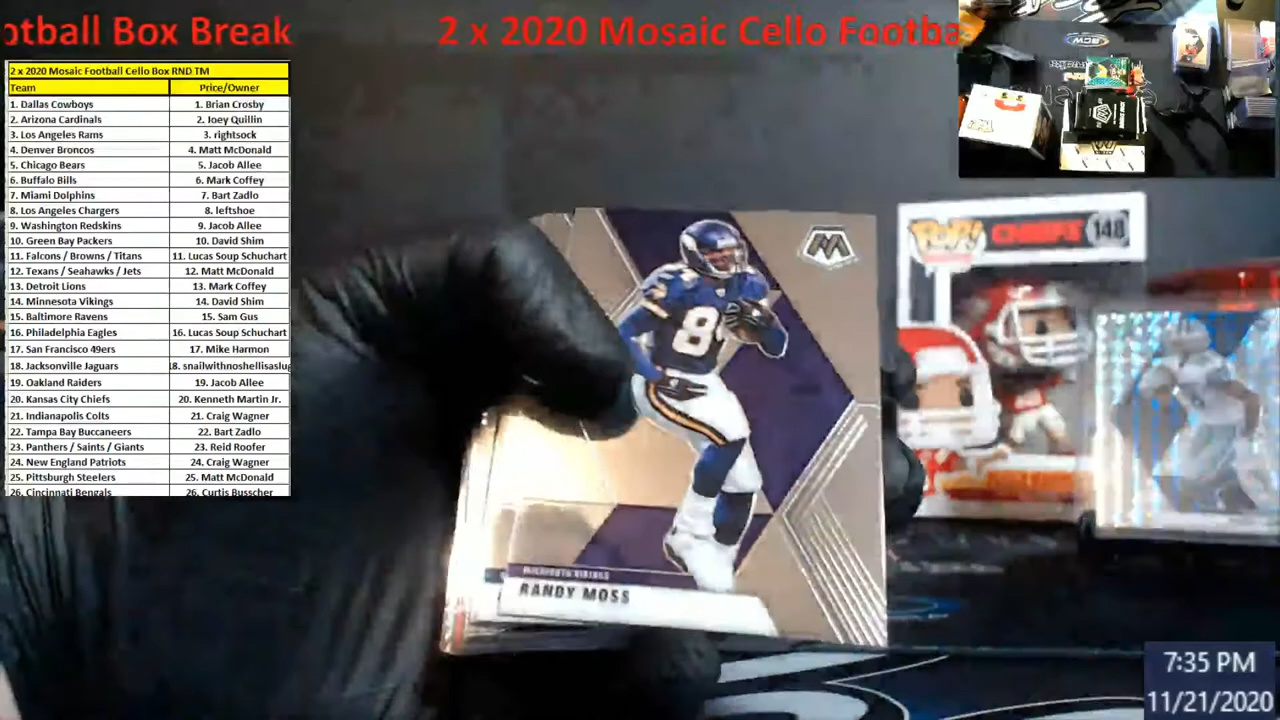 otball Box Break 2 x 2020 Mosaic Cello Footba
2 x 2020 Mosaic Football Cello Box RND TM
Team Price/Owner
1. Dallas Cowboys 1. Brian Crosby
2. Arizona Cardinals 2. Joey Quillin
3. Los Angeles Rams 3. rightsock
4. Denver Broncos 4. Matt McDonald
5. Chicago Bears 5. Jacob Allee
6. Buffalo Bills 6. Mark Coffey
7. Miami Dolphins 7. Bart Zadlo
8. Los Angeles Chargers 8. leftshoe
9. Washington Redskins 9. Jacob Allee
10. Green Bay Packers 10. David Shim
11. Falcons / Browns / Titans 11. Lucas Soup Schuchart
12. Texans / Seahawks / Jets 12. Matt McDonald
13. Detroit Lions 13. Mark Coffey
14. Minnesota Vikings 14. David Shim
15. Baltimore Ravens 15. Sam Gus
16. Philadelphia Eagles 16. Lucas Soup Schuchart
17. San Francisco 49ers 17. Mike Harmon
18. Jacksonville Jaguars 18. snailwithnoshellisaslug
19. Oakland Raiders 19. Jacob Allee
20. Kansas City Chiefs 20. Kenneth Martin Jr.
21. Indianapolis Colts 21. Craig Wagner
22. Tampa Bay Buccaneers 22. Bart Zadlo
23. Panthers / Saints / Giants 23. Reid Roofer
24. New England Patriots 24. Craig Wagner
25. Pittsburgh Steelers 25. Matt McDonald
26. Cincinnati Bengals 26. Curtis Busscher
BCW
POP! CHIEFS 148
M
84
MINNESOTA VIKINGS
RANDY MOSS
7:35 PM
11/21/2020